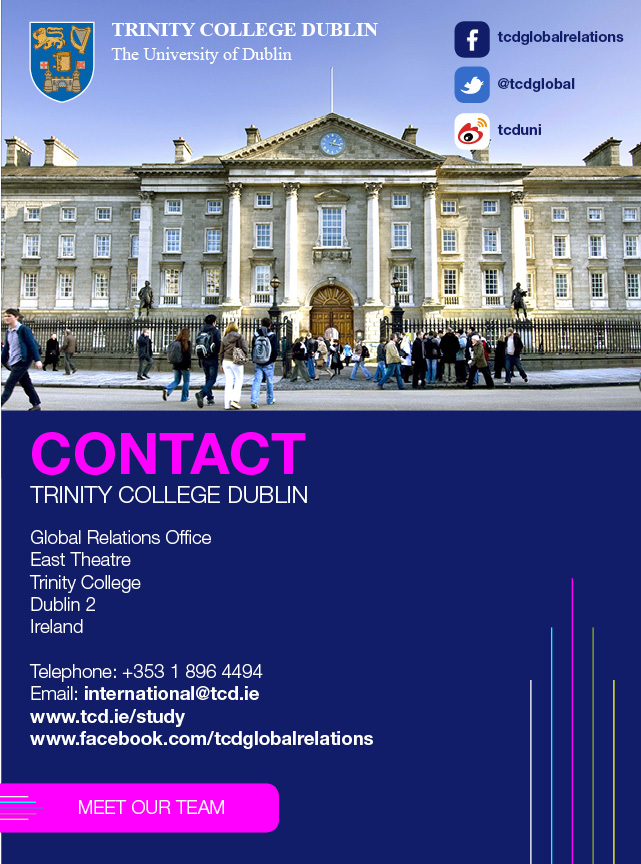 TRINITY COLLEGE DUBLIN
The University of Dublin
tcdglobalrelations
@tcdglobal
tcduni
CONTACT
TRINITY COLLEGE DUBLIN
Global Relations Office
East Theatre
Trinity College
Dublin 2
Ireland
Telephone: +353 1 896 4494
Email: international@tcd.ie
www.tcd.ie/study
www.facebook.com/tcdglobalrelations
MEET OUR TEAM